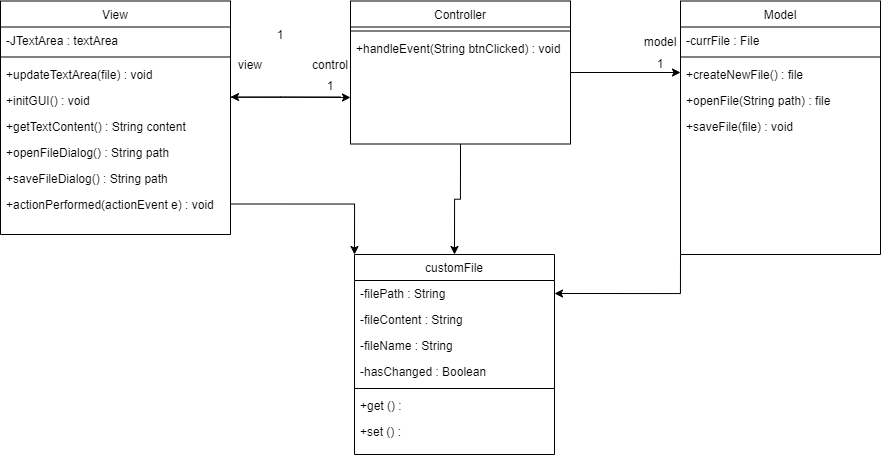 View
-JTextArea : textArea
+updateTextArea(file) : void
+initGUI() : void
+getTextContent() : String content
+openFileDialog() : String path
+saveFileDialog() : String path
+actionPerformed(actionEvent e) : void
1
view
control
1
Controller
+handleEvent(String btnClicked) : void
model
1
Model
-currFile : File
+createNewFile() : file
+openFile(String path) : file
+saveFile(file) : void
customFile
-filePath : String
-fileContent : String
-fileName : String
-hasChanged : Boolean
+get () :
+set () :